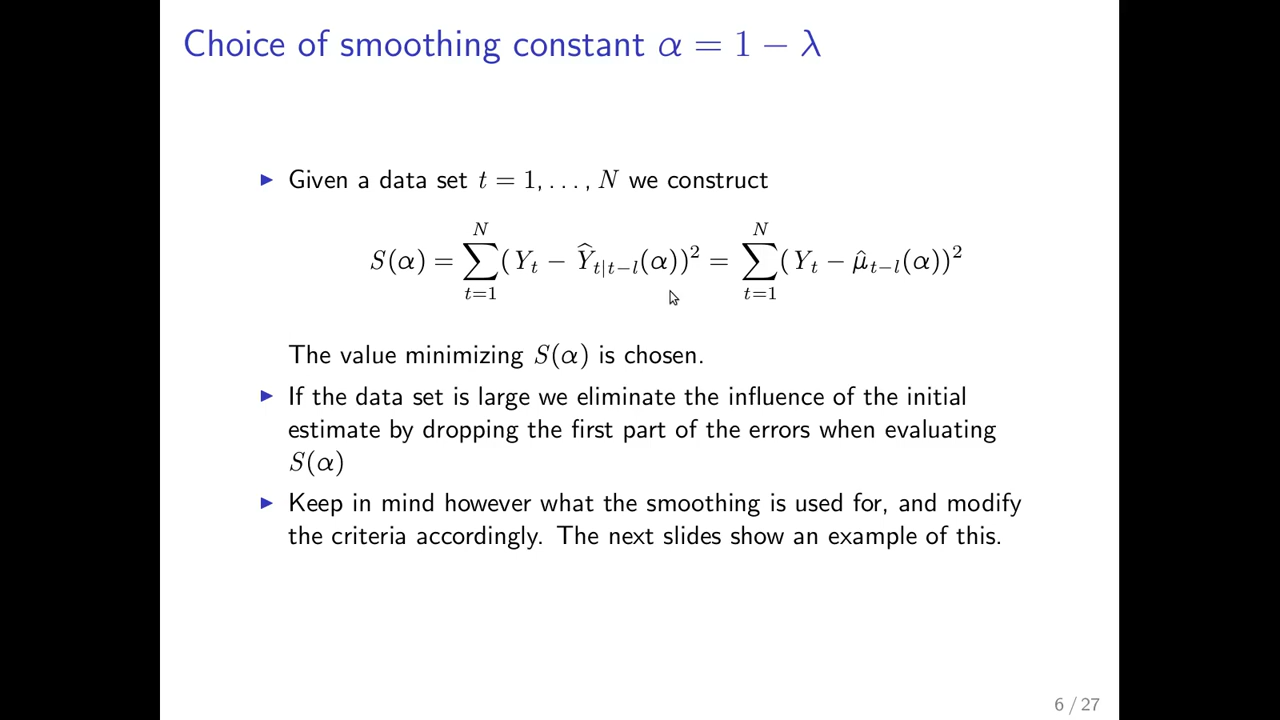 Choice of smoothing constant α = 1 − λ
▶ Given a data set t = 1, . . . , N we construct
S(α) = ∑_{t=1}^{N} (Y_t − Ŷ_{t|t−l}(α))² = ∑_{t=1}^{N} (Y_t − μ̂_{t−l}(α))²
The value minimizing S(α) is chosen.
▶ If the data set is large we eliminate the influence of the initial
estimate by dropping the first part of the errors when evaluating
S(α)
▶ Keep in mind however what the smoothing is used for, and modify
the criteria accordingly. The next slides show an example of this.
6 / 27